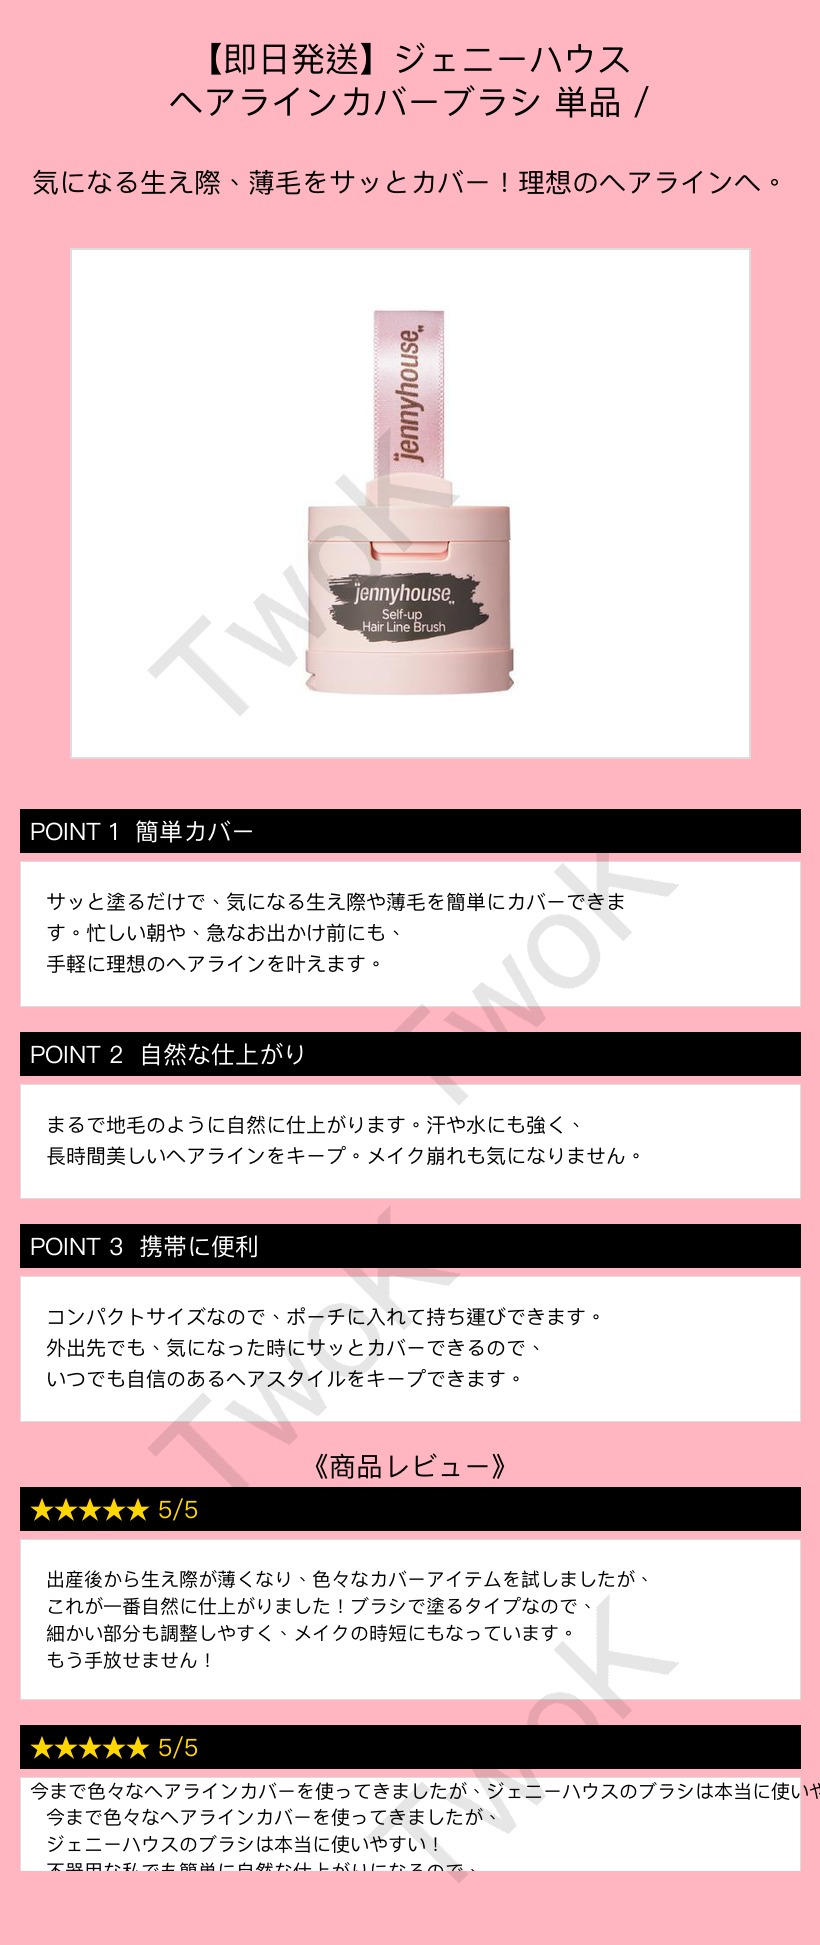 【即日発送】ジェニーハウス
ヘアラインカバーブラシ 単品 /
気になる生え際、薄毛をサッとカバー！理想のヘアラインへ。
"jennyhouse"
"jennyhouse"
Self-up
Hair Line Brush
TwoK
POINT 1 簡単カバー
サッと塗るだけで、気になる生え際や薄毛を簡単にカバーできま
す。忙しい朝や、急なお出かけ前にも、
手軽に理想のヘアラインを叶えます。
TwoK
POINT 2 自然な仕上がり
まるで地毛のように自然に仕上がります。汗や水にも強く、
長時間美しいヘアラインをキープ。メイク崩れも気になりません。
POINT 3 携帯に便利
コンパクトサイズなので、ポーチに入れて持ち運びできます。
外出先でも、気になった時にサッとカバーできるので、
いつでも自信のあるヘアスタイルをキープできます。
TwoK
《商品レビュー》
★★★★★ 5/5
出産後から生え際が薄くなり、色々なカバーアイテムを試しましたが、
これが一番自然に仕上がりました！ブラシで塗るタイプなので、
細かい部分も調整しやすく、メイクの時短にもなっています。
もう手放せません！
TwoK
★★★★★ 5/5
今まで色々なヘアラインカバーを使ってきましたが、ジェニーハウスのブラシは本当に使いや
今まで色々なヘアラインカバーを使ってきましたが、
ジェニーハウスのブラシは本当に使いやすい！
不器用な私でも簡単に自然な仕上がりになるので、